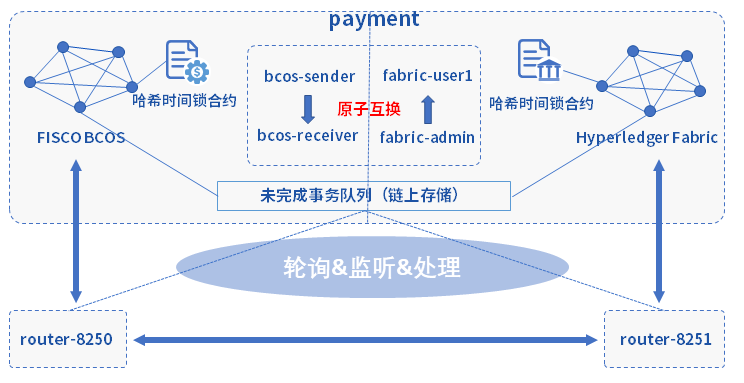 payment
bcos-sender
fabric-user1
哈希时间锁合约
哈希时间锁合约
原子互换
FISCO BCOS
bcos-receiver
fabric-admin
Hyperledger Fabric
未完成事务队列（链上存储）
轮询&监听&处理
router-8250
router-8251